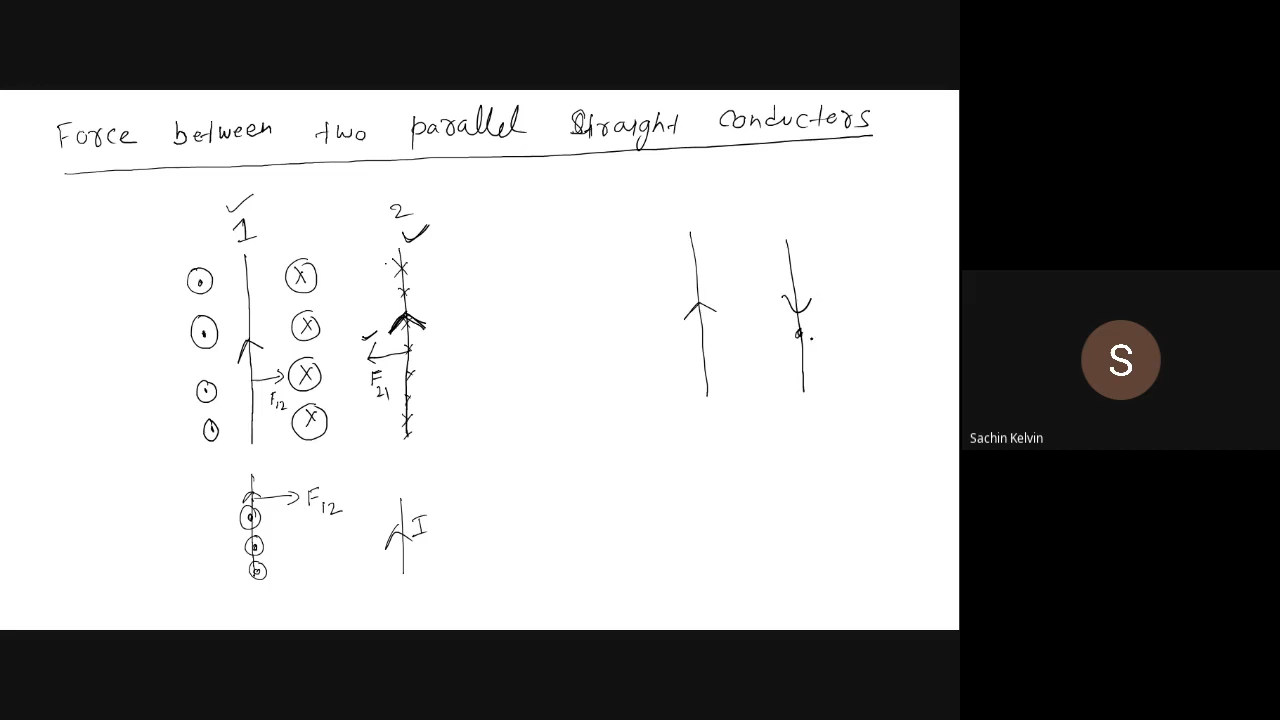 Force between two parallel Straight Conductors
1
2
F12
F21
F12
I
S
Sachin Kelvin